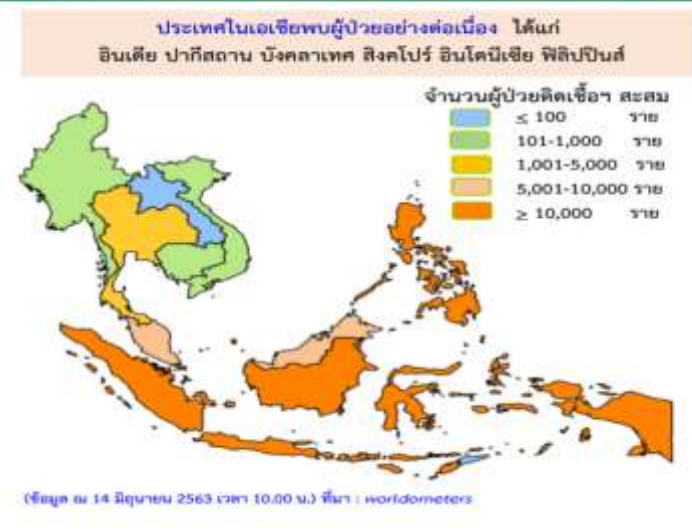 ประเทศในเอเชียพบผู้ป่วยอย่างต่อเนื่อง ได้แก่
อินเดีย ปากีสถาน บังคลาเทศ สิงคโปร์ อินโดนีเซีย ฟิลิปปินส์
จำนวนผู้ป่วยติดเชื้อฯ สะสม
≤ 100 ราย
101-1,000 ราย
1,001-5,000 ราย
5,001-10,000 ราย
≥ 10,000 ราย
(ข้อมูล ณ 14 มิถุนายน 2563 เวลา 10.00 น.) ที่มา : worldometers